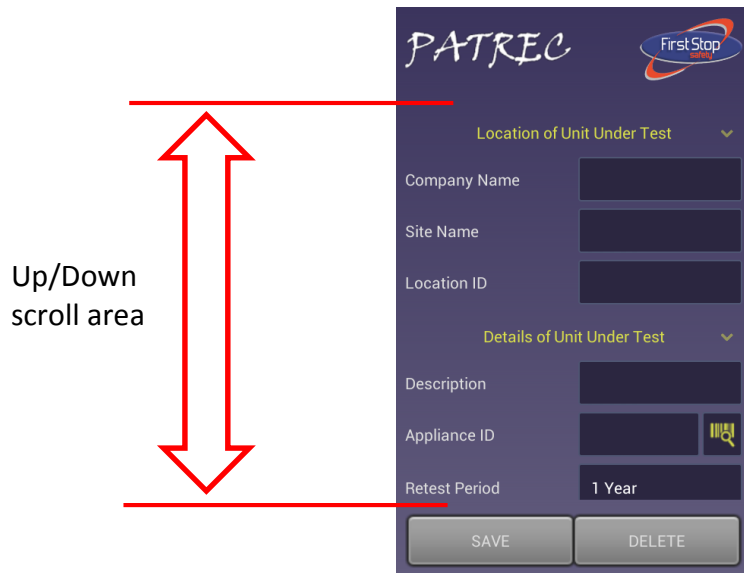 PATREC
First Stop
safety
Location of Unit Under Test
Company Name
Site Name
Up/Down
scroll area
Location ID
Details of Unit Under Test
Description
Appliance ID
Retest Period 1 Year
SAVE DELETE